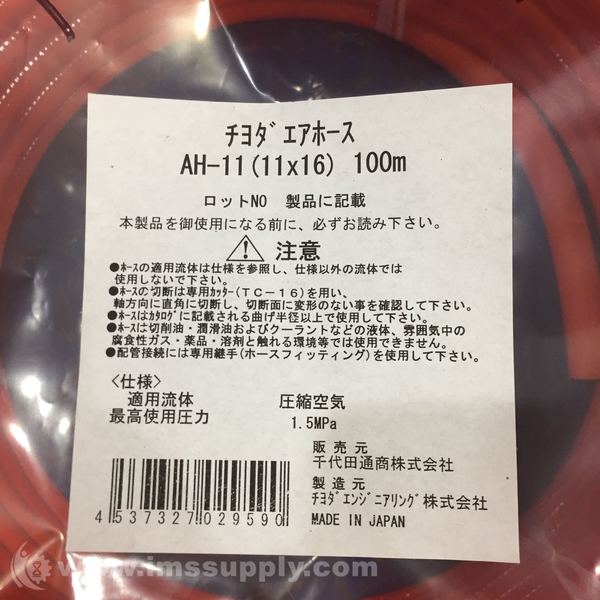 ﾁﾖﾀﾞ エアホース
AH-11(11x16) 100m
ロットNO 製品に記載
本製品を御使用になる前に、必ずお読み下さい。
注意
●ﾎｰｽの適用流体は仕様を参照し、仕様以外の流体では
使用しないで下さい。
●ﾎｰｽの切断は専用ｶｯﾀｰ(TC-16)を用い、
軸方向に直角に切断し、切断面に変形のない事を確認して下さい。
●ﾎｰｽはｶﾀﾛｸﾞに記載される曲げ半径以上で使用して下さい。
●ﾎｰｽは切削油・潤滑油およびクーラントなどの液体、雰囲気中の
腐食性ガス・薬品・溶剤と触れる環境等では使用できません。
●配管接続には専用継手(ホースフィッティング)を使用して下さい。
〈仕様〉
適用流体 圧縮空気
最高使用圧力 1.5MPa
販売元
千代田通商株式会社
製造元
ﾁﾖﾀﾞｴﾝｼﾞﾆｱﾘﾝｸﾞ株式会社
MADE IN JAPAN
4 537327 029590
www.imssupply.com